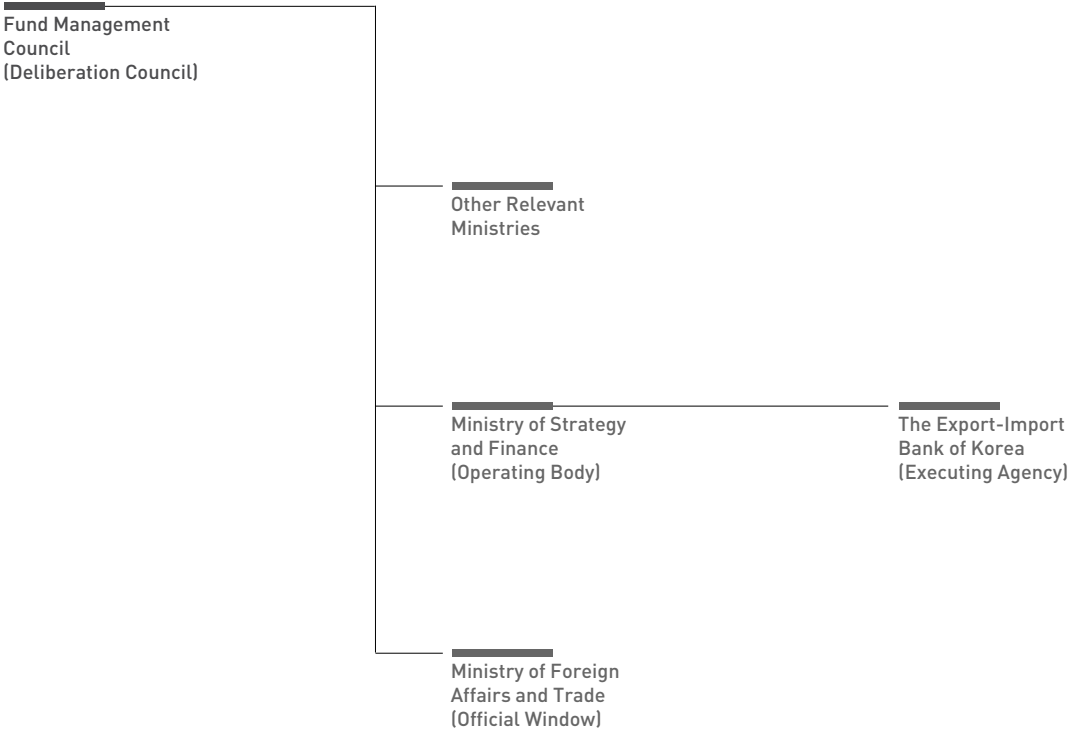 Fund Management
Council
(Deliberation Council)
Other Relevant
Ministries
Ministry of Strategy
and Finance
(Operating Body)
The Export-Import
Bank of Korea
(Executing Agency)
Ministry of Foreign
Affairs and Trade
(Official Window)